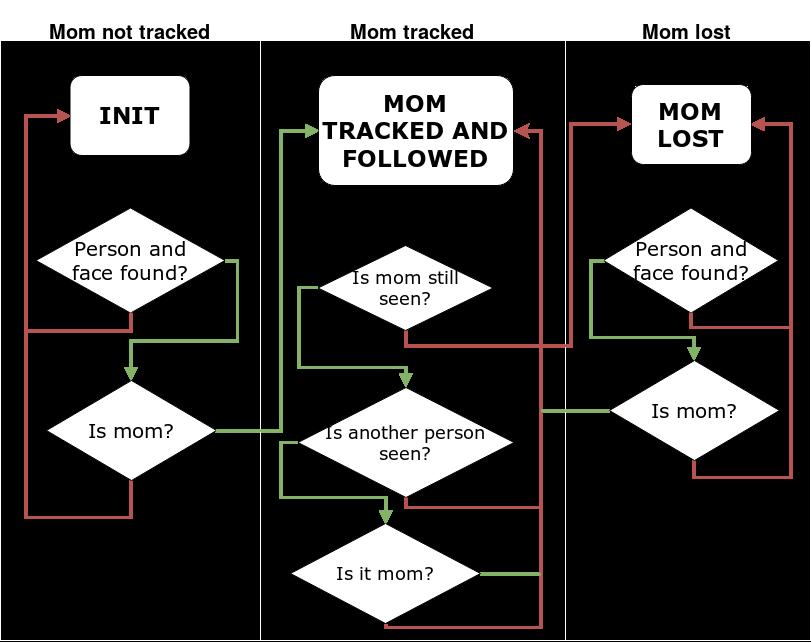 Mom not tracked
Mom tracked
Mom lost
INIT
Person and
face found?
Is mom?
MOM
TRACKED AND
FOLLOWED
Is mom still
seen?
Is another person
seen?
Is it mom?
MOM
LOST
Person and
face found?
Is mom?